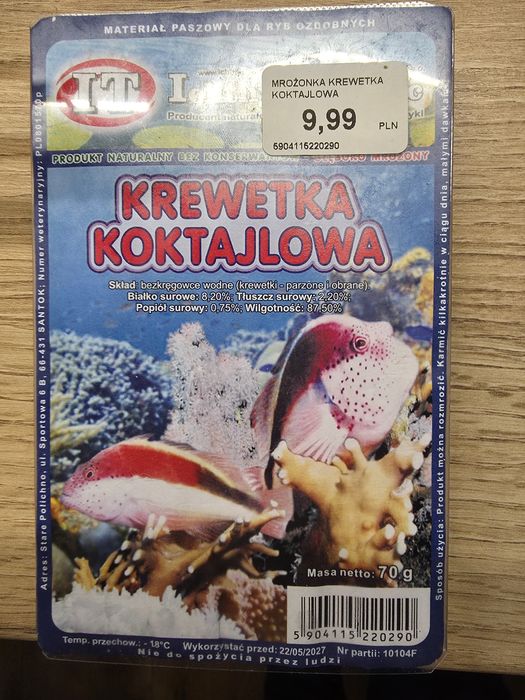 MATERIAŁ PASZOWY DLA RYB OZDOBNYCH
IT
MROŻONKA KREWETKA
KOKTAJLOWA
9,99 PLN
5904115220290
PRODUKT NATURALNY BEZ KONSERWANTÓW GŁĘBOKO MROŻONY
KREWETKA
KOKTAJLOWA
Skład: bezkręgowce wodne (krewetki - parzone i obrane).
Białko surowe: 8,20%, Tłuszcz surowy: 2,20%,
Popiół surowy: 0,75%, Wilgotność: 87,50%
Masa netto: 70 g
5 904115 220290
Temp. przechow.: - 18°C Wykorzystać przed: 22/05/2027 Nr partii: 10104F
Nie do spożycia przez ludzi
Adres: Stare Polichno, ul. Sportowa 6 B, 66-431 SANTOK; Numer weterynaryjny:
Sposób użycia: Produkt można rozmrozić. Karmić kilkakrotnie w ciągu dnia, małymi dawkami